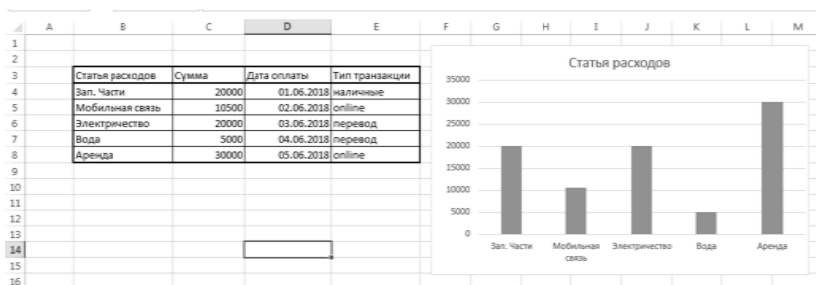 A B C D E F G H I J K L M
1
2
3 Статья расходов Сумма Дата оплаты Тип транзакции
4 Зап. Части 20000 01.06.2018 наличные
5 Мобильная связь 10500 02.06.2018 online
6 Электричество 20000 03.06.2018 перевод
7 Вода 5000 04.06.2018 перевод
8 Аренда 30000 05.06.2018 online
9
10
11
12
13
14
15
16
Статья расходов
35000
30000
25000
20000
15000
10000
5000
0
Зап. Части Мобильная связь Электричество Вода Аренда